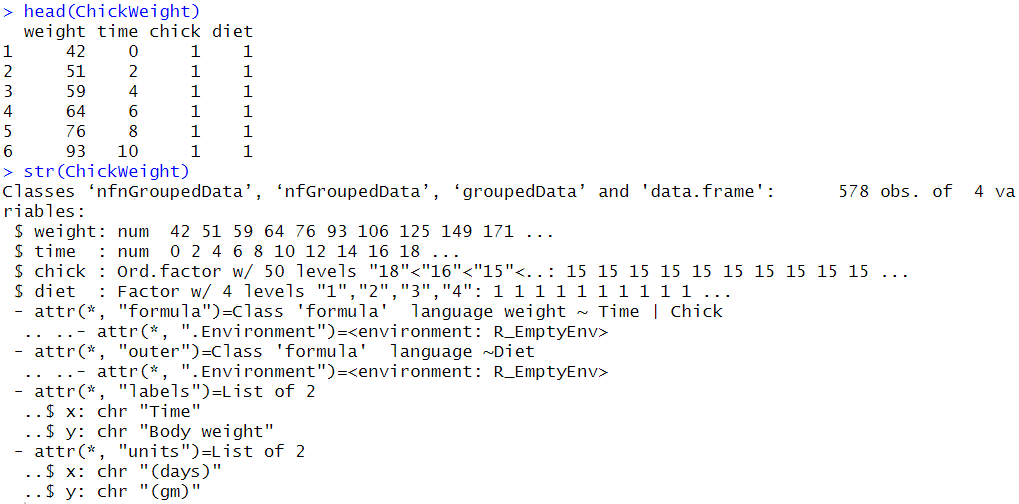 > head(ChickWeight)
  weight time chick diet
1     42    0     1    1
2     51    2     1    1
3     59    4     1    1
4     64    6     1    1
5     76    8     1    1
6     93   10     1    1
> str(ChickWeight)
Classes ‘nfnGroupedData’, ‘nfGroupedData’, ‘groupedData’ and 'data.frame':      578 obs. of  4 va
riables:
 $ weight: num  42 51 59 64 76 93 106 125 149 171 ...
 $ time  : num  0 2 4 6 8 10 12 14 16 18 ...
 $ chick : Ord.factor w/ 50 levels "18"<"16"<"15"<..: 15 15 15 15 15 15 15 15 15 15 ...
 $ diet  : Factor w/ 4 levels "1","2","3","4": 1 1 1 1 1 1 1 1 1 1 ...
 - attr(*, "formula")=Class 'formula'  language weight ~ Time | Chick
  .. ..- attr(*, ".Environment")=<environment: R_EmptyEnv>
 - attr(*, "outer")=Class 'formula'  language ~Diet
  .. ..- attr(*, ".Environment")=<environment: R_EmptyEnv>
 - attr(*, "labels")=List of 2
  ..$ x: chr "Time"
  ..$ y: chr "Body weight"
 - attr(*, "units")=List of 2
  ..$ x: chr "(days)"
  ..$ y: chr "(gm)"